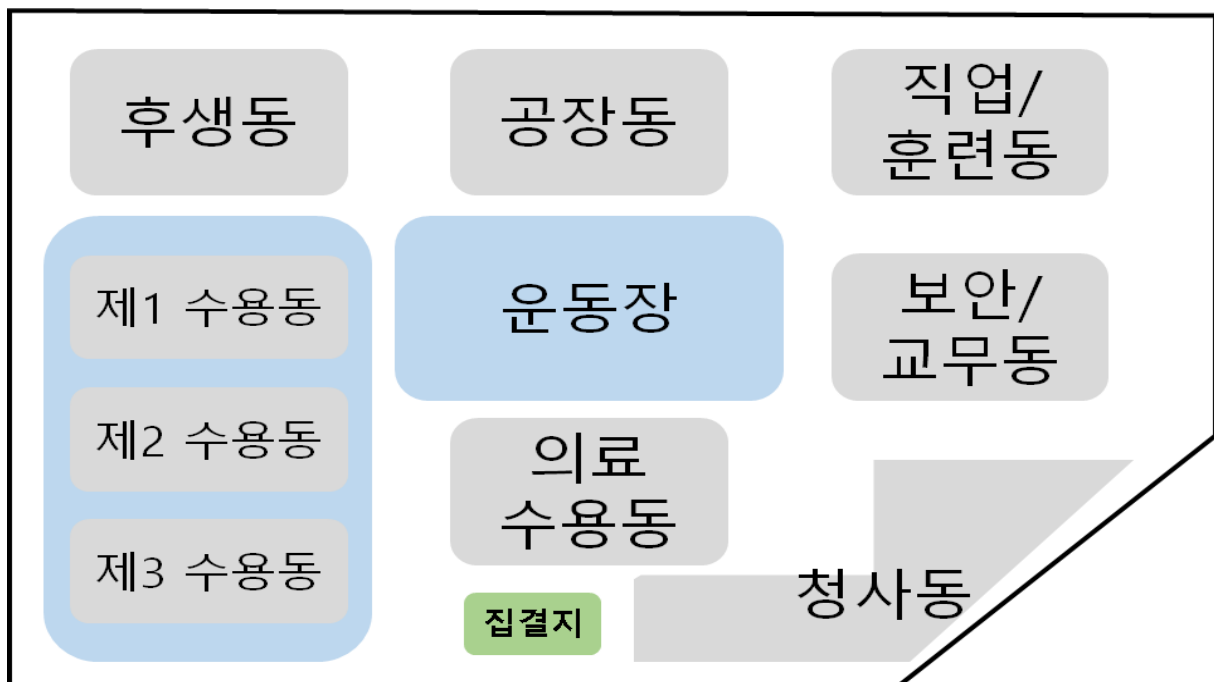 후생동
공장동
직업/
훈련동
제1 수용동
제2 수용동
제3 수용동
운동장
보안/
교무동
의료
수용동
집결지
청사동